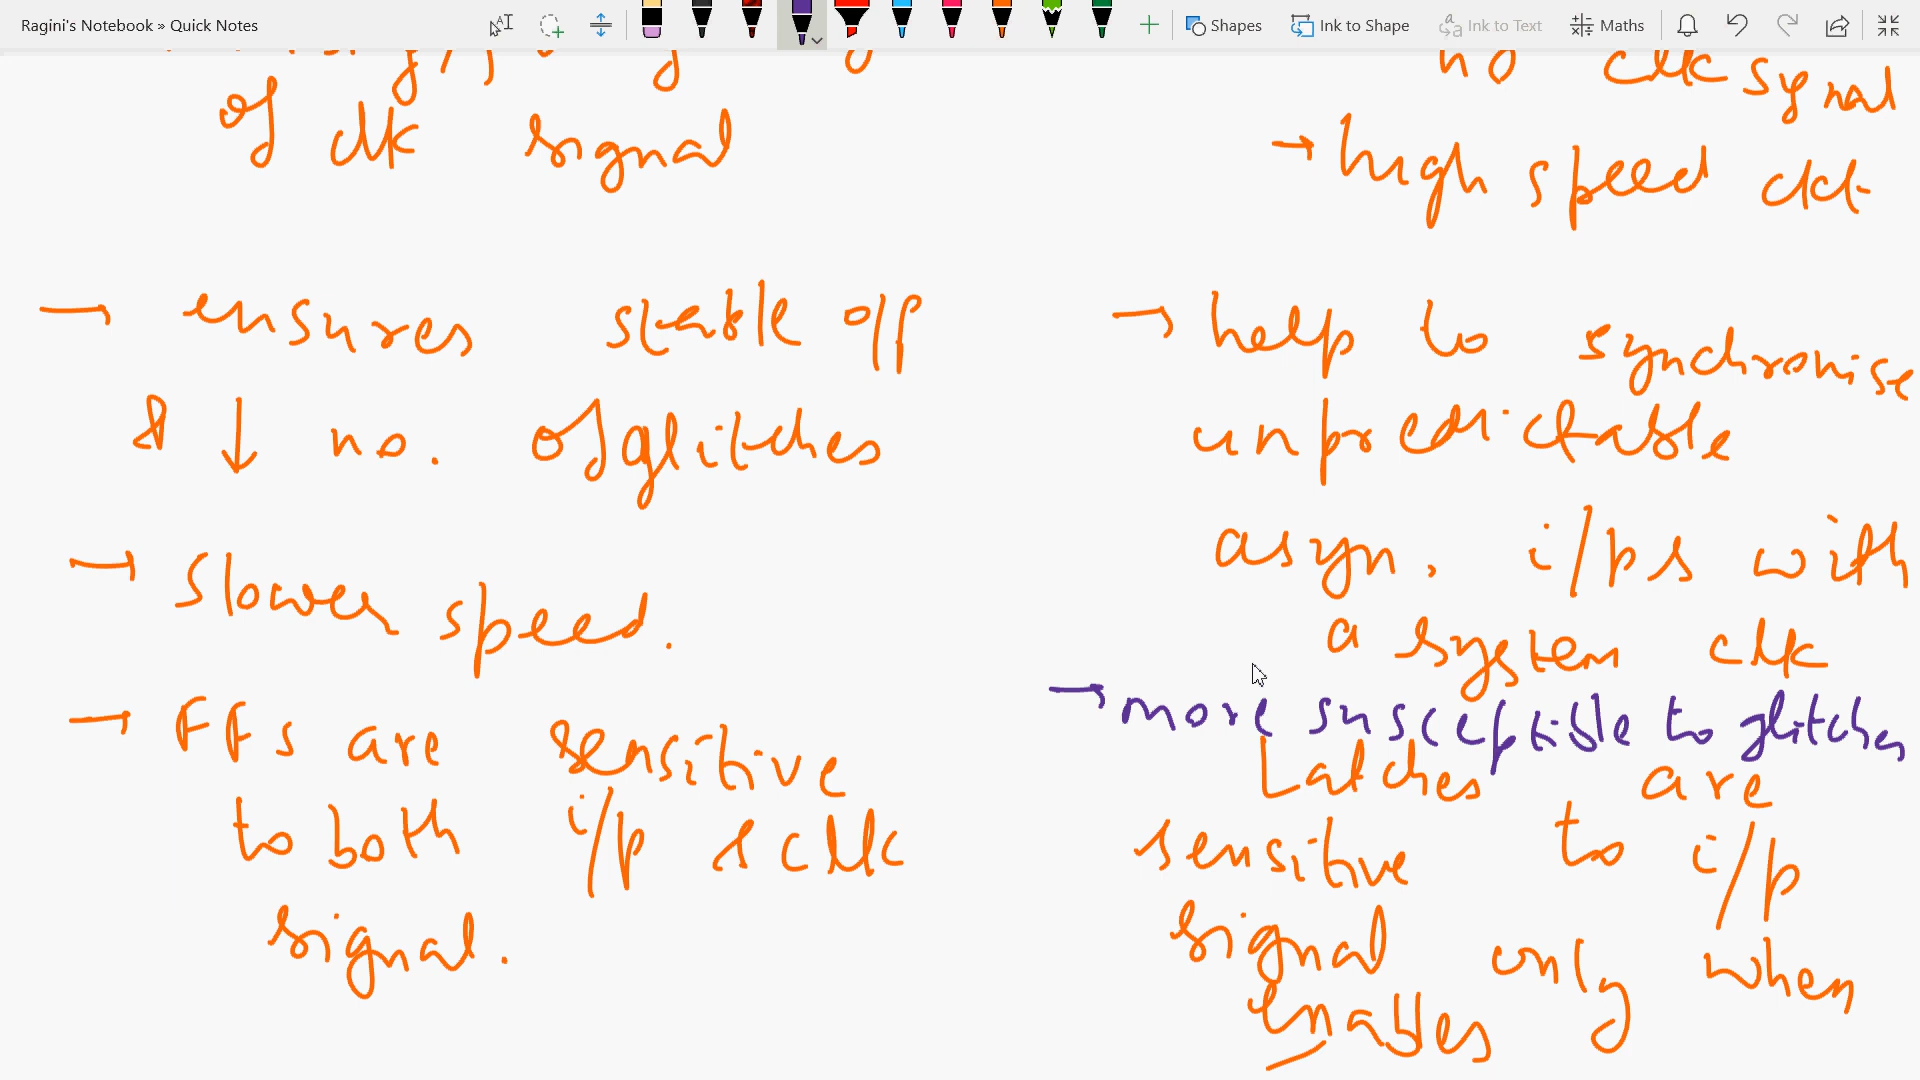 Ragini's Notebook » Quick Notes
Shapes
Ink to Shape
Ink to Text
Maths
of clk signal
→ ensures stable o/p
& ↓ no. of glitches
→ Slower speed.
→ FFs are sensitive
to both i/p & clk
signal.
no clk signal
→ high speed ckt
→ help to synchronise
unpredictable
asyn. i/ps with
a system clk
→ more susceptible to glitches
Latches are
sensitive to i/p
signal only when
enables